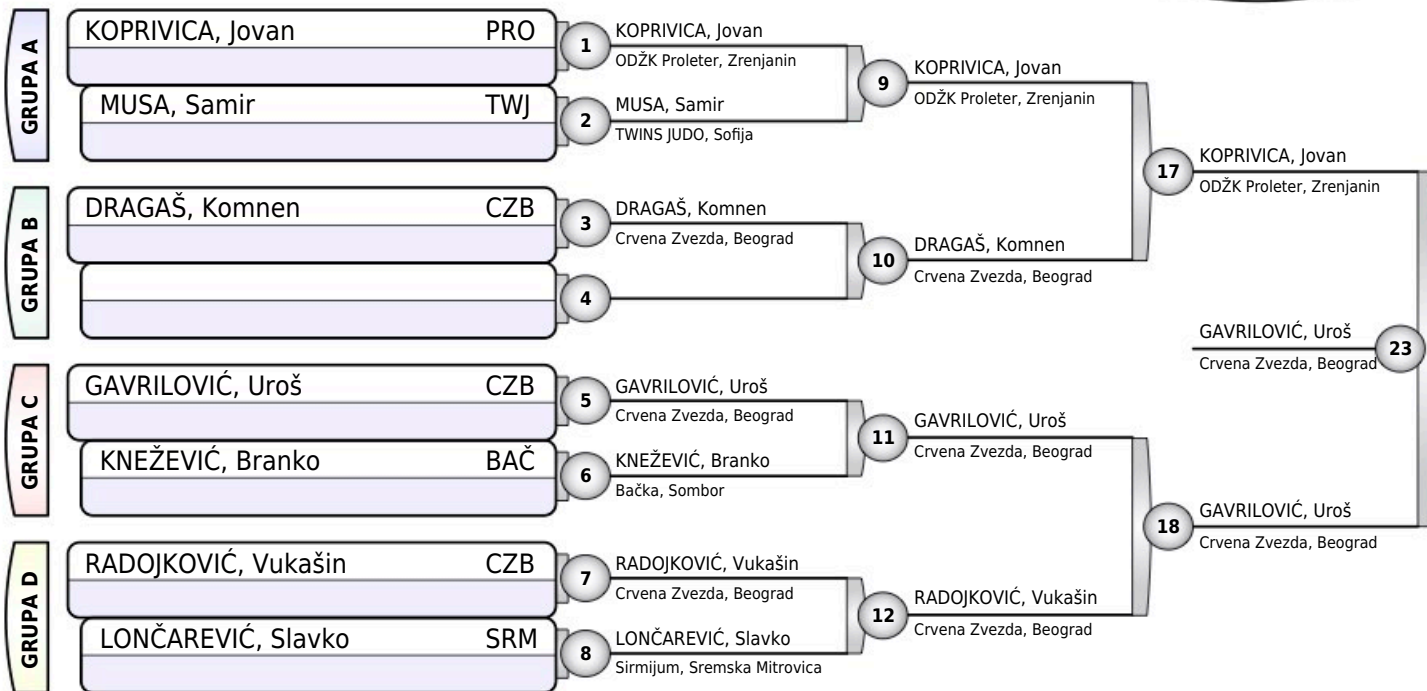 GRUPA A
KOPRIVICA, Jovan PRO
1
KOPRIVICA, Jovan
ODŽK Proleter, Zrenjanin
MUSA, Samir TWJ
2
MUSA, Samir
TWINS JUDO, Sofija
9
KOPRIVICA, Jovan
ODŽK Proleter, Zrenjanin
GRUPA B
DRAGAŠ, Komnen CZB
3
DRAGAŠ, Komnen
Crvena Zvezda, Beograd
4
10
DRAGAŠ, Komnen
Crvena Zvezda, Beograd
17
KOPRIVICA, Jovan
ODŽK Proleter, Zrenjanin
GRUPA C
GAVRILOVIĆ, Uroš CZB
5
GAVRILOVIĆ, Uroš
Crvena Zvezda, Beograd
KNEŽEVIĆ, Branko BAČ
6
KNEŽEVIĆ, Branko
Bačka, Sombor
11
GAVRILOVIĆ, Uroš
Crvena Zvezda, Beograd
GRUPA D
RADOJKOVIĆ, Vukašin CZB
7
RADOJKOVIĆ, Vukašin
Crvena Zvezda, Beograd
LONČAREVIĆ, Slavko SRM
8
LONČAREVIĆ, Slavko
Sirmijum, Sremska Mitrovica
12
RADOJKOVIĆ, Vukašin
Crvena Zvezda, Beograd
18
GAVRILOVIĆ, Uroš
Crvena Zvezda, Beograd
GAVRILOVIĆ, Uroš
Crvena Zvezda, Beograd
23